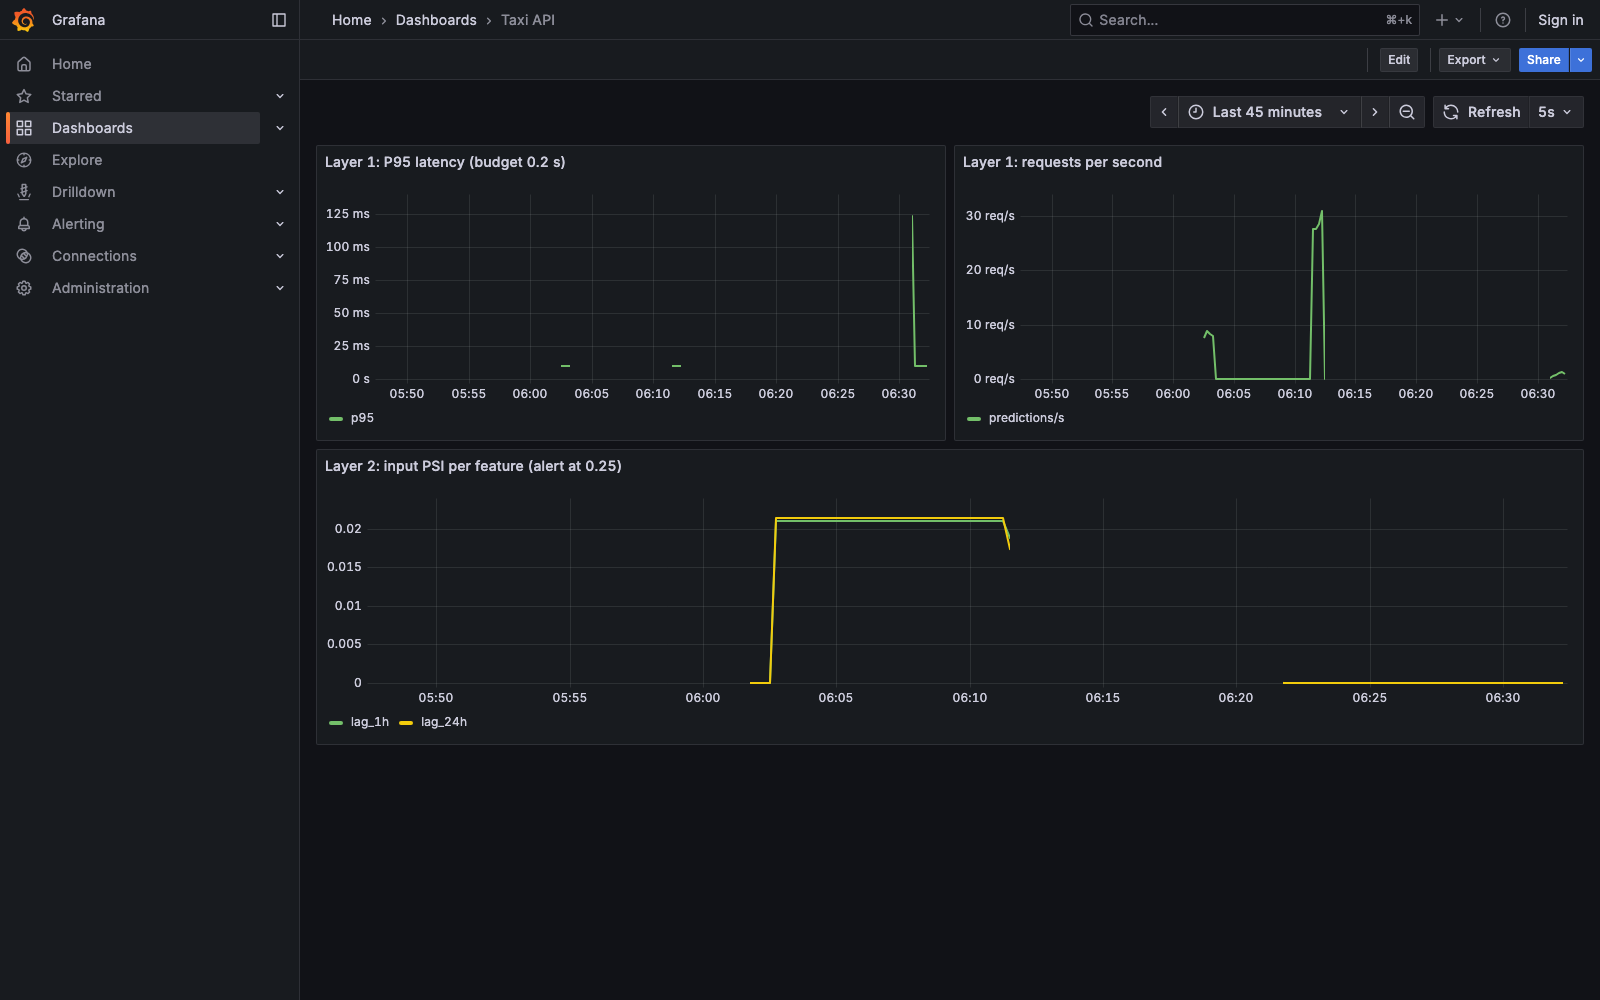 Grafana
Home › Dashboards › Taxi API
Search...
⌘+k
Sign in
Edit
Export
Share
Home
Starred
Dashboards
Explore
Drilldown
Alerting
Connections
Administration
Last 45 minutes
Refresh
5s
Layer 1: P95 latency (budget 0.2 s)
125 ms
100 ms
75 ms
50 ms
25 ms
0 s
05:50 05:55 06:00 06:05 06:10 06:15 06:20 06:25 06:30
p95
Layer 1: requests per second
30 req/s
20 req/s
10 req/s
0 req/s
05:50 05:55 06:00 06:05 06:10 06:15 06:20 06:25 06:30
predictions/s
Layer 2: input PSI per feature (alert at 0.25)
0.02
0.015
0.01
0.005
0
05:50 05:55 06:00 06:05 06:10 06:15 06:20 06:25 06:30
lag_1h lag_24h